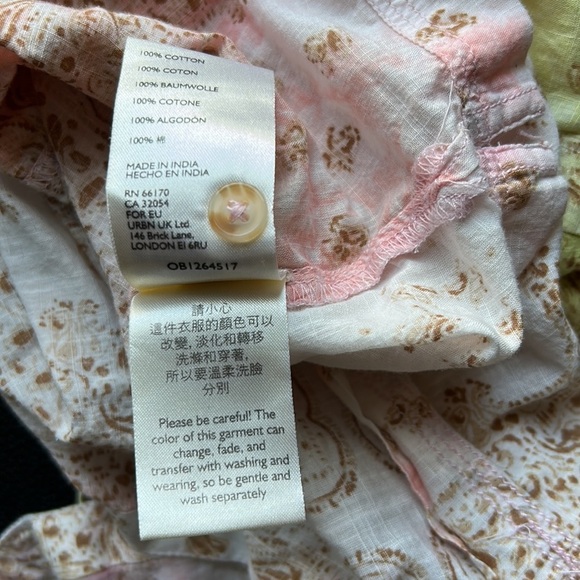 100% COTTON
100% COTON
100% BAUMWOLLE
100% COTONE
100% ALGODÓN
100% 棉
MADE IN INDIA
HECHO EN INDIA
RN 66170
CA 32054
FOR EU
URBN UK Ltd
146 Brick Lane,
LONDON E1 6RU
OB1264517
請小心
這件衣服的顏色可以
改變, 淡化和轉移
洗滌和穿著,
所以要溫柔洗臉
分別
Please be careful! The
color of this garment can
change, fade, and
transfer with washing and
wearing, so be gentle and
wash separately